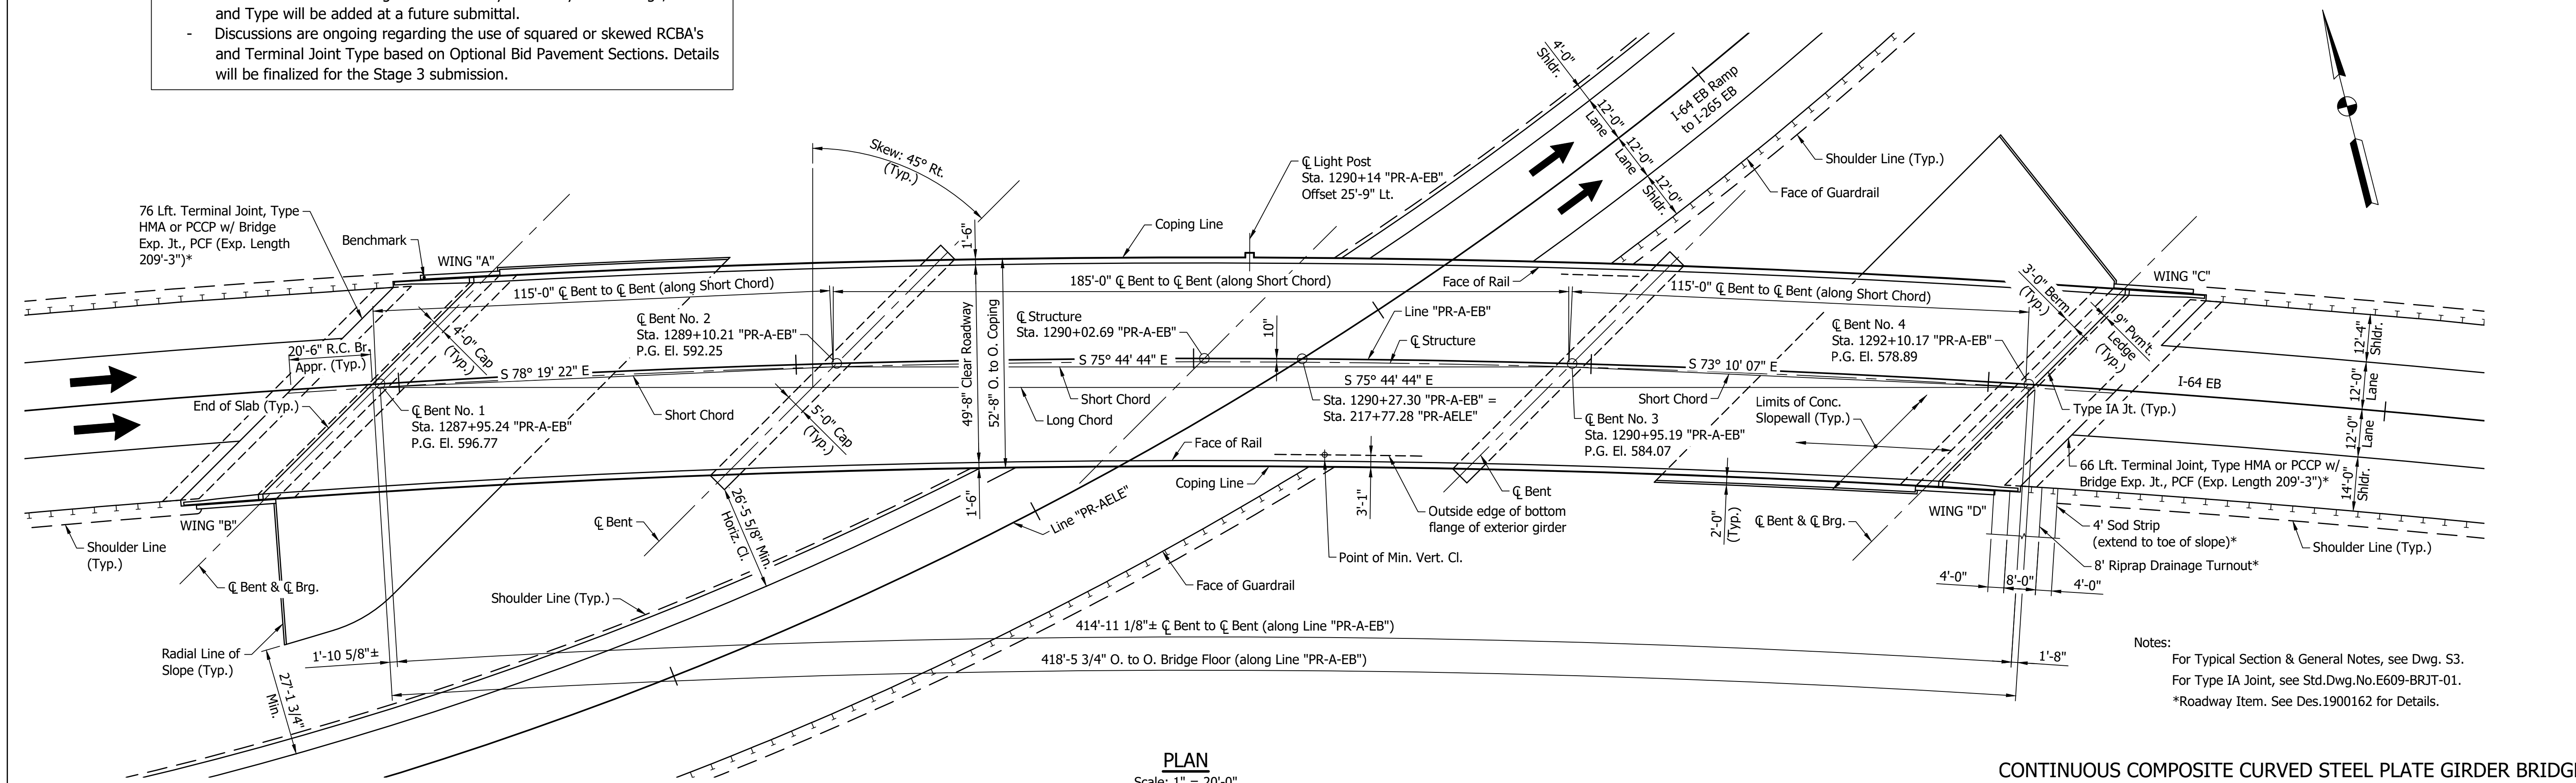 and Type will be added at a future submittal.
- Discussions are ongoing regarding the use of squared or skewed RCBA's
and Terminal Joint Type based on Optional Bid Pavement Sections. Details
will be finalized for the Stage 3 submission.
4'-0"
Shldr.
12'-0"
Lane
12'-0"
Lane
12'-0"
Shldr.
I-64 EB Ramp
to I-265 EB
Shoulder Line (Typ.)
Face of Guardrail
Skew: 45° Rt.
(Typ.)
℄ Light Post
Sta. 1290+14 "PR-A-EB"
Offset 25'-9" Lt.
76 Lft. Terminal Joint, Type
HMA or PCCP w/ Bridge
Exp. Jt., PCF (Exp. Length
209'-3")*
Benchmark
WING "A"
1'-6"
Coping Line
115'-0" ℄ Bent to ℄ Bent (along Short Chord)
185'-0" ℄ Bent to ℄ Bent (along Short Chord)
Face of Rail
115'-0" ℄ Bent to ℄ Bent (along Short Chord)
3'-0" Berm
(Typ.)
WING "C"
9" Pvm't.
Ledge
(Typ.)
4'-0" Cap
(Typ.)
℄ Bent No. 2
Sta. 1289+10.21 "PR-A-EB"
P.G. El. 592.25
49'-8" Clear Roadway
52'-8" O. to O. Coping
℄ Structure
Sta. 1290+02.69 "PR-A-EB"
10"
Line "PR-A-EB"
℄ Structure
℄ Bent No. 4
Sta. 1292+10.17 "PR-A-EB"
P.G. El. 578.89
12'-4"
Shldr.
20'-6" R.C. Br.
Appr. (Typ.)
S 78° 19' 22" E
S 75° 44' 44" E
S 75° 44' 44" E
S 73° 10' 07" E
I-64 EB
12'-0"
Lane
End of Slab (Typ.)
℄ Bent No. 1
Sta. 1287+95.24 "PR-A-EB"
P.G. El. 596.77
Short Chord
5'-0" Cap
(Typ.)
Short Chord
Long Chord
Sta. 1290+27.30 "PR-A-EB" =
Sta. 217+77.28 "PR-AELE"
Short Chord
℄ Bent No. 3
Sta. 1290+95.19 "PR-A-EB"
P.G. El. 584.07
Limits of Conc.
Slopewall (Typ.)
Type IA Jt. (Typ.)
12'-0"
Lane
Face of Rail
Coping Line
66 Lft. Terminal Joint, Type HMA or PCCP w/
Bridge Exp. Jt., PCF (Exp. Length 209'-3")*
14'-0"
Shldr.
WING "B"
26'-5 5/8" Min.
Horiz. Cl.
1'-6"
Line "PR-AELE"
3'-1"
℄ Bent
Outside edge of bottom
flange of exterior girder
2'-0"
(Typ.)
℄ Bent & ℄ Brg.
WING "D"
4' Sod Strip
(extend to toe of slope)*
Shoulder Line (Typ.)
Shoulder Line
(Typ.)
℄ Bent
Point of Min. Vert. Cl.
8' Riprap Drainage Turnout*
4'-0"
8'-0"
4'-0"
℄ Bent & ℄ Brg.
Shoulder Line (Typ.)
Face of Guardrail
Radial Line of
Slope (Typ.)
1'-10 5/8"±
414'-11 1/8"± ℄ Bent to ℄ Bent (along Line "PR-A-EB")
418'-5 3/4" O. to O. Bridge Floor (along Line "PR-A-EB")
1'-8"
27'-1 3/4"
Min.
Notes:
For Typical Section & General Notes, see Dwg. S3.
For Type IA Joint, see Std.Dwg.No.E609-BRJT-01.
*Roadway Item. See Des.1900162 for Details.
PLAN
Scale: 1" = 20'-0"
CONTINUOUS COMPOSITE CURVED STEEL PLATE GIRDER BRIDGE